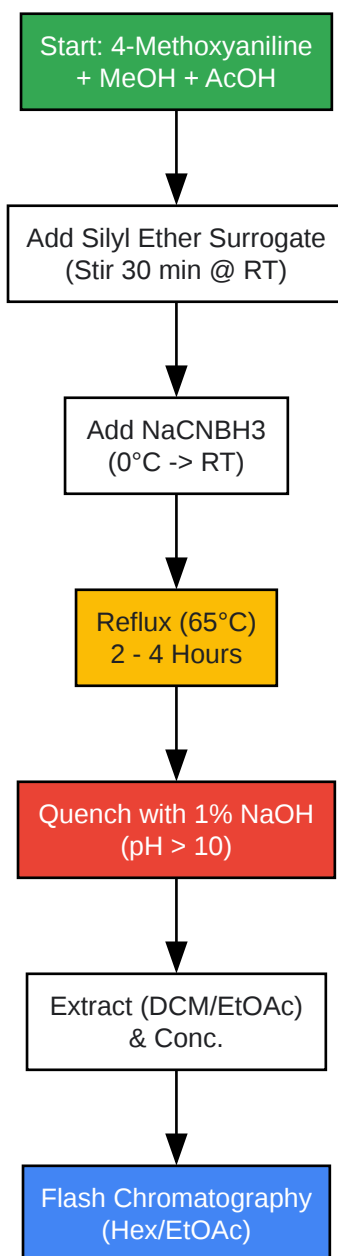 Start: 4-Methoxyaniline
+ MeOH + AcOH
Add Silyl Ether Surrogate
(Stir 30 min @ RT)
Add NaCNBH3
(0°C -> RT)
Reflux (65°C)
2 - 4 Hours
Quench with 1% NaOH
(pH > 10)
Extract (DCM/EtOAc)
& Conc.
Flash Chromatography
(Hex/EtOAc)